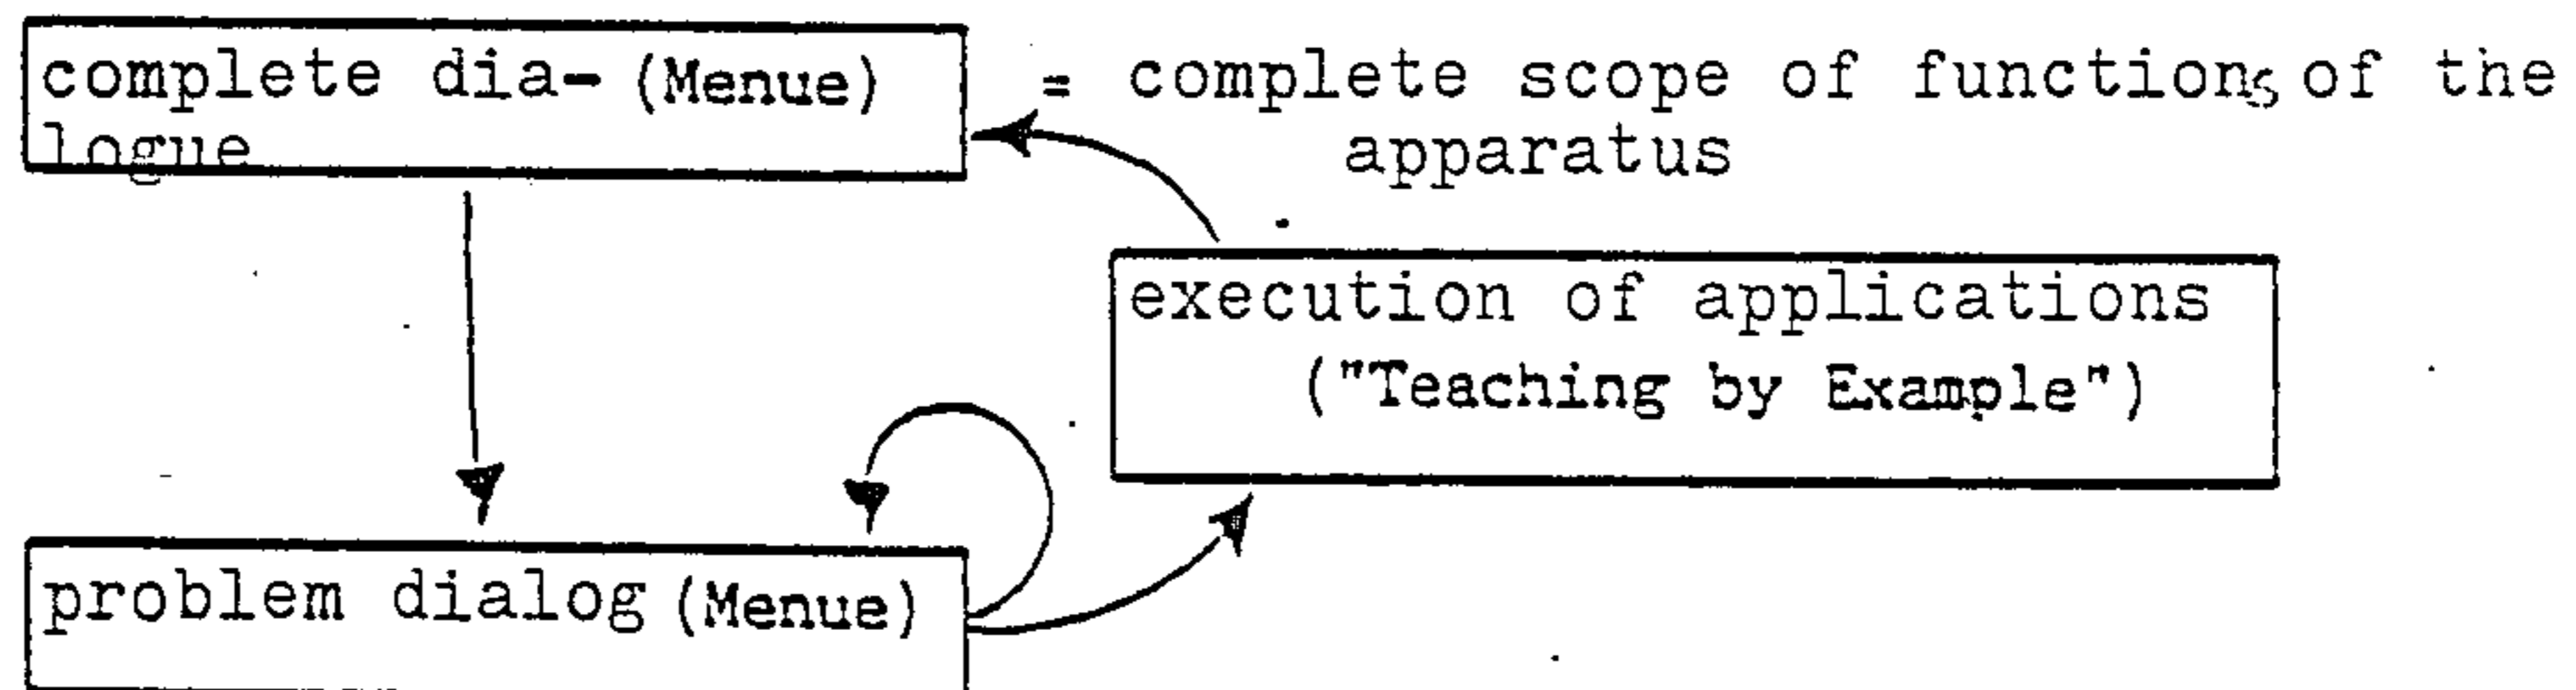 complete dia- (Menue) = complete scope of functions of the
logue apparatus
execution of applications
("Teaching by Example")
problem dialog (Menue)